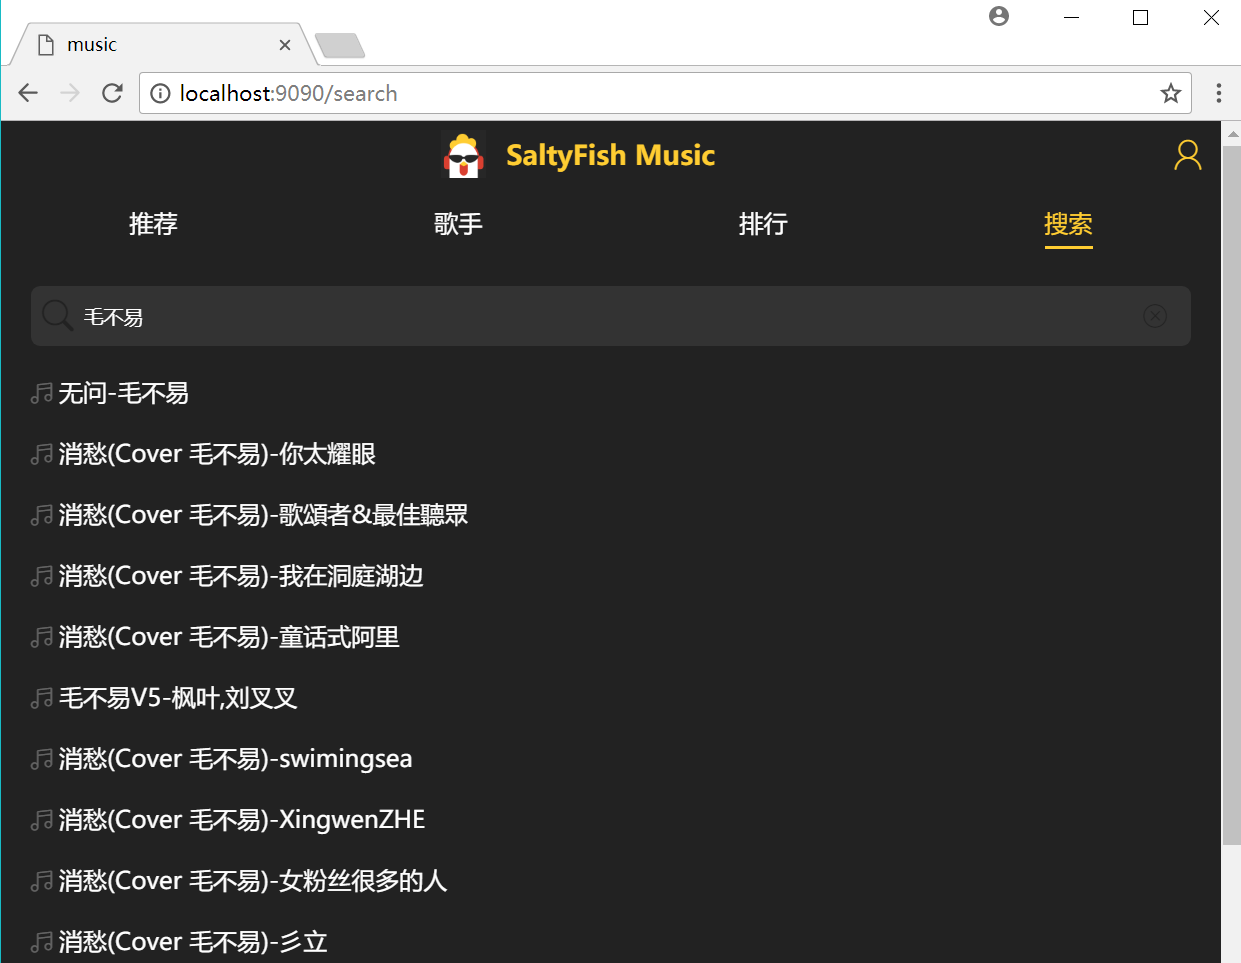 music
localhost:9090/search
SaltyFish Music
推荐 歌手 排行 搜索
毛不易
无问-毛不易
消愁(Cover 毛不易)-你太耀眼
消愁(Cover 毛不易)-歌頌者&最佳聽眾
消愁(Cover 毛不易)-我在洞庭湖边
消愁(Cover 毛不易)-童话式阿里
毛不易V5-枫叶,刘叉叉
消愁(Cover 毛不易)-swimingsea
消愁(Cover 毛不易)-XingwenZHE
消愁(Cover 毛不易)-女粉丝很多的人
消愁(Cover 毛不易)-彡立